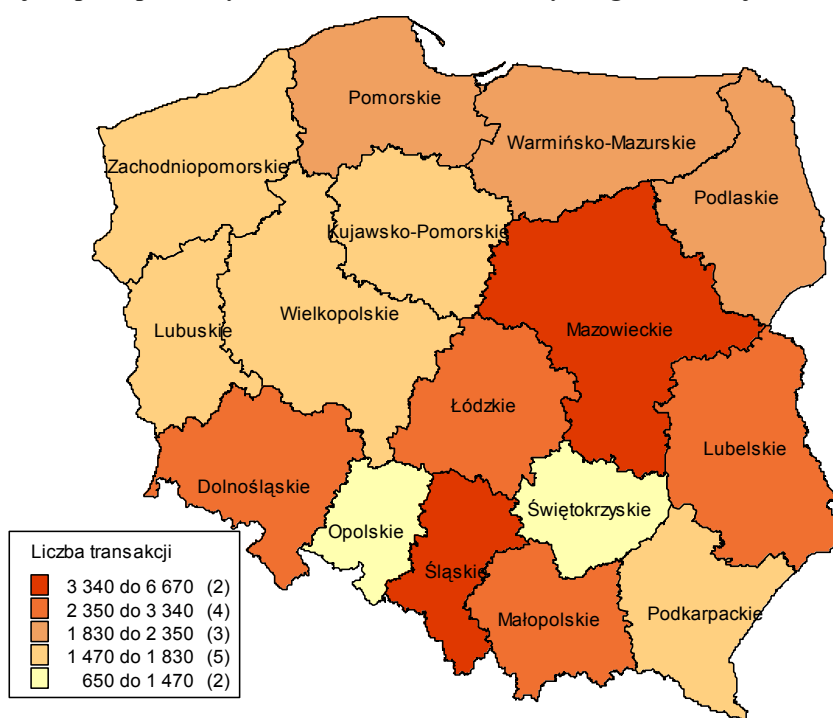 Pomorskie
Warmińsko-Mazurskie
Zachodniopomorskie
Podlaskie
Kujawsko-Pomorskie
Wielkopolskie
Lubuskie
Mazowieckie
Łódzkie
Lubelskie
Dolnośląskie
Opolskie
Świętokrzyskie
Śląskie
Małopolskie
Podkarpackie
Liczba transakcji
3 340 do 6 670 (2)
2 350 do 3 340 (4)
1 830 do 2 350 (3)
1 470 do 1 830 (5)
650 do 1 470 (2)